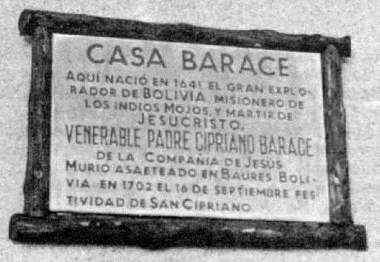 CASA BARACE
AQUÍ NACIÓ EN 1641 EL GRAN EXPLO-
RADOR DE BOLIVIA, MISIONERO DE
LOS INDIOS MOJOS, Y MARTIR DE
JESUCRISTO,
VENERABLE PADRE CIPRIANO BARACE
DE LA COMPAÑIA DE JESÚS
MURIO ASAETEADO EN BAURES BOLI-
VIA EN 1702 EL 16 DE SEPTIEMBRE FES-
TIVIDAD DE SAN CIPRIANO.